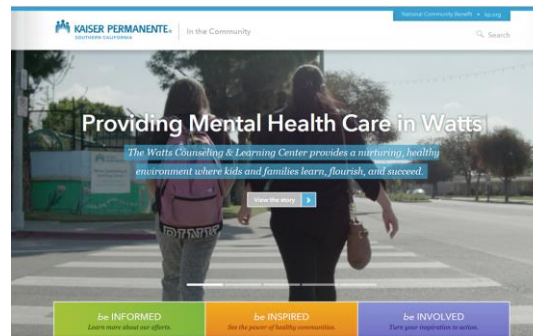 National Community Benefit • kp.org
KAISER PERMANENTE®
SOUTHERN CALIFORNIA
In the Community
Search
Providing Mental Health Care in Watts
The Watts Counseling & Learning Center provides a nurturing, healthy
environment where kids and families learn, flourish, and succeed.
View the story
PINK
be INFORMED
Learn more about our efforts.
be INSPIRED
See the power of healthy communities.
be INVOLVED
Turn your inspiration to action.